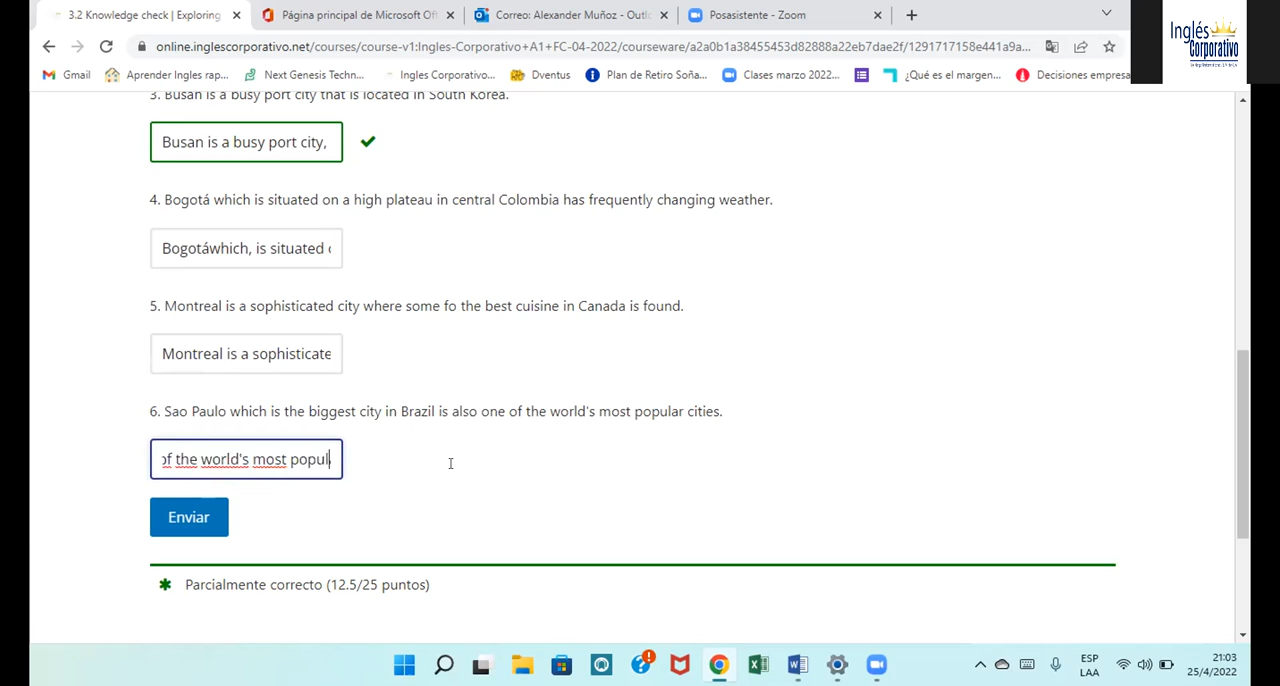 3.2 Knowledge check | Exploring
Página principal de Microsoft Of
Correo: Alexander Muñoz - Outl
Posasistente - Zoom
online.inglescorporativo.net/courses/course-v1:Ingles-Corporativo+A1+FC-04-2022/courseware/a2a0b1a38455453d82888a22eb7dae2f/1291717158e441a9a...
Gmail
Aprender Ingles rap...
Next Genesis Techn...
Ingles Corporativo...
Dventus
Plan de Retiro Soña...
Clases marzo 2022...
¿Qué es el margen...
Decisiones empresa
Inglés
Corporativo
3. Busan is a busy port city that is located in South Korea.
Busan is a busy port city,
4. Bogotá which is situated on a high plateau in central Colombia has frequently changing weather.
Bogotáwhich, is situated
5. Montreal is a sophisticated city where some fo the best cuisine in Canada is found.
Montreal is a sophisticate
6. Sao Paulo which is the biggest city in Brazil is also one of the world's most popular cities.
of the world's most popul
Enviar
Parcialmente correcto (12.5/25 puntos)
ESP
LAA
21:03
25/4/2022